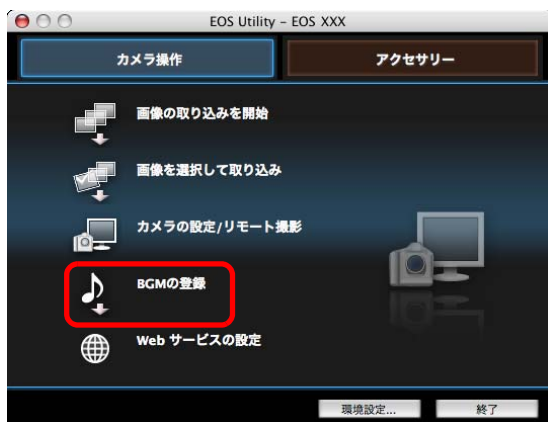 EOS Utility – EOS XXX
カメラ操作
アクセサリー
画像の取り込みを開始
画像を選択して取り込み
カメラの設定/リモート撮影
BGMの登録
Web サービスの設定
環境設定...
終了